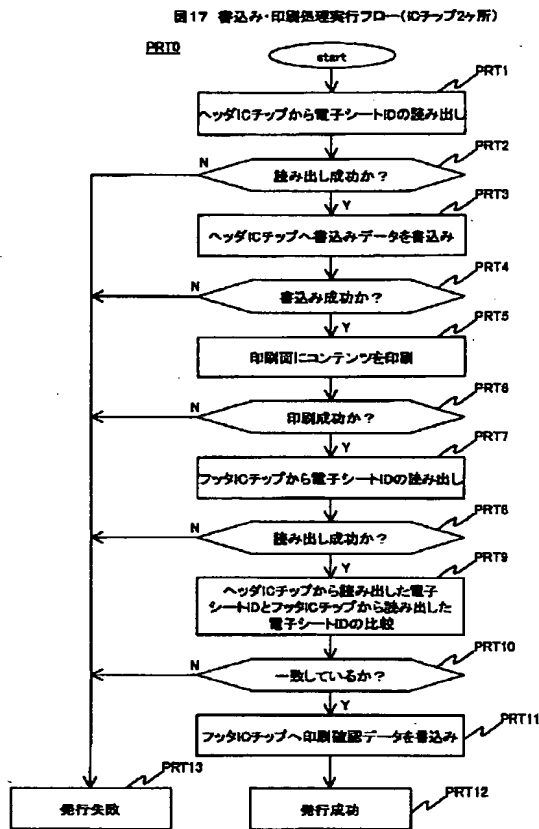 図17 書込み・印刷処理実行フロー(ICチップ2ヶ所)
PRT0
start
PRT1
ヘッダICチップから電子シートIDの読み出し
PRT2
N
読み出し成功か?
Y
PRT3
ヘッダICチップへ書込みデータを書込み
PRT4
N
書込み成功か?
Y
PRT5
印刷面にコンテンツを印刷
PRT6
N
印刷成功か?
Y
PRT7
フッタICチップから電子シートIDの読み出し
PRT8
N
読み出し成功か?
Y
PRT9
ヘッダICチップから読み出した電子
シートIDとフッタICチップから読み出した
電子シートIDの比較
PRT10
N
一致しているか?
Y
PRT11
フッタICチップへ印刷確認データを書込み
PRT13
発行失敗
PRT12
発行成功